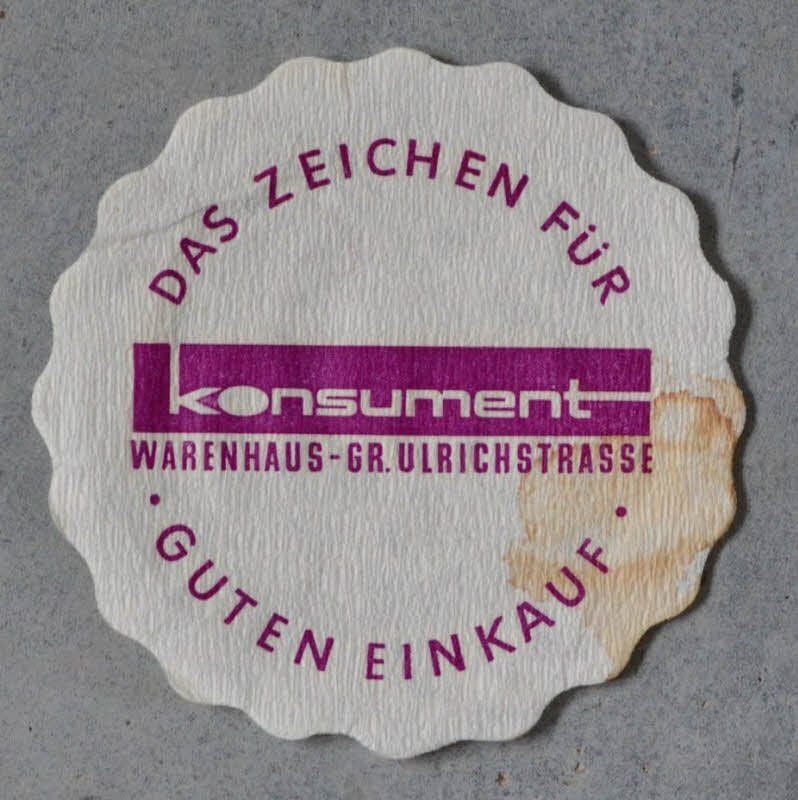 DAS ZEICHEN FÜR
konsument
WARENHAUS-GR.ULRICHSTRASSE
· GUTEN EINKAUF ·